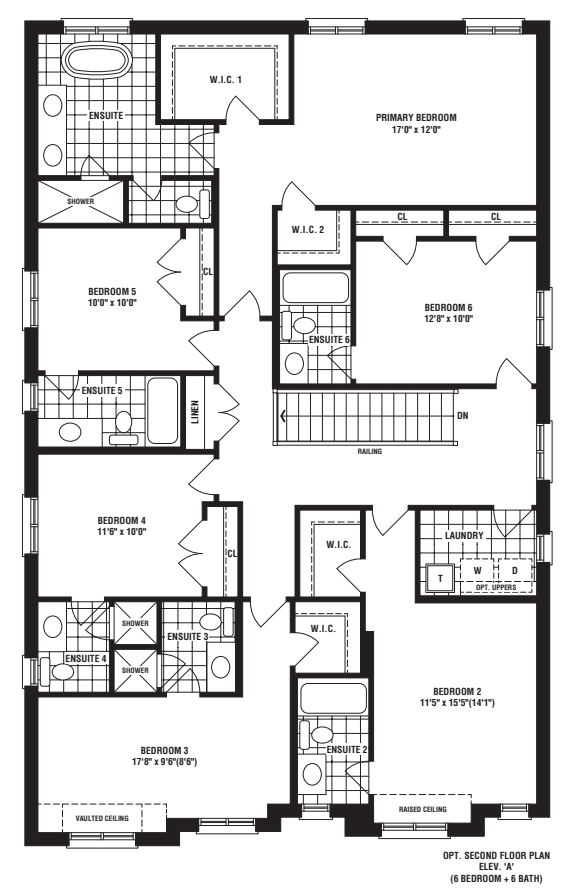 W.I.C. 1
ENSUITE
PRIMARY BEDROOM
17'0" x 12'0"
SHOWER
W.I.C. 2
CL
CL
CL
BEDROOM 5
10'0" x 10'0"
BEDROOM 6
12'8" x 10'0"
ENSUITE 6
ENSUITE 5
LINEN
DN
RAILING
BEDROOM 4
11'6" x 10'0"
CL
W.I.C.
LAUNDRY
T
W
D
OPT. UPPERS
SHOWER
ENSUITE 3
W.I.C.
ENSUITE 4
SHOWER
BEDROOM 2
11'5" x 15'5"(14'1")
BEDROOM 3
17'8" x 9'6"(8'6")
ENSUITE 2
VAULTED CEILING
RAISED CEILING
OPT. SECOND FLOOR PLAN
ELEV. 'A'
(6 BEDROOM + 6 BATH)